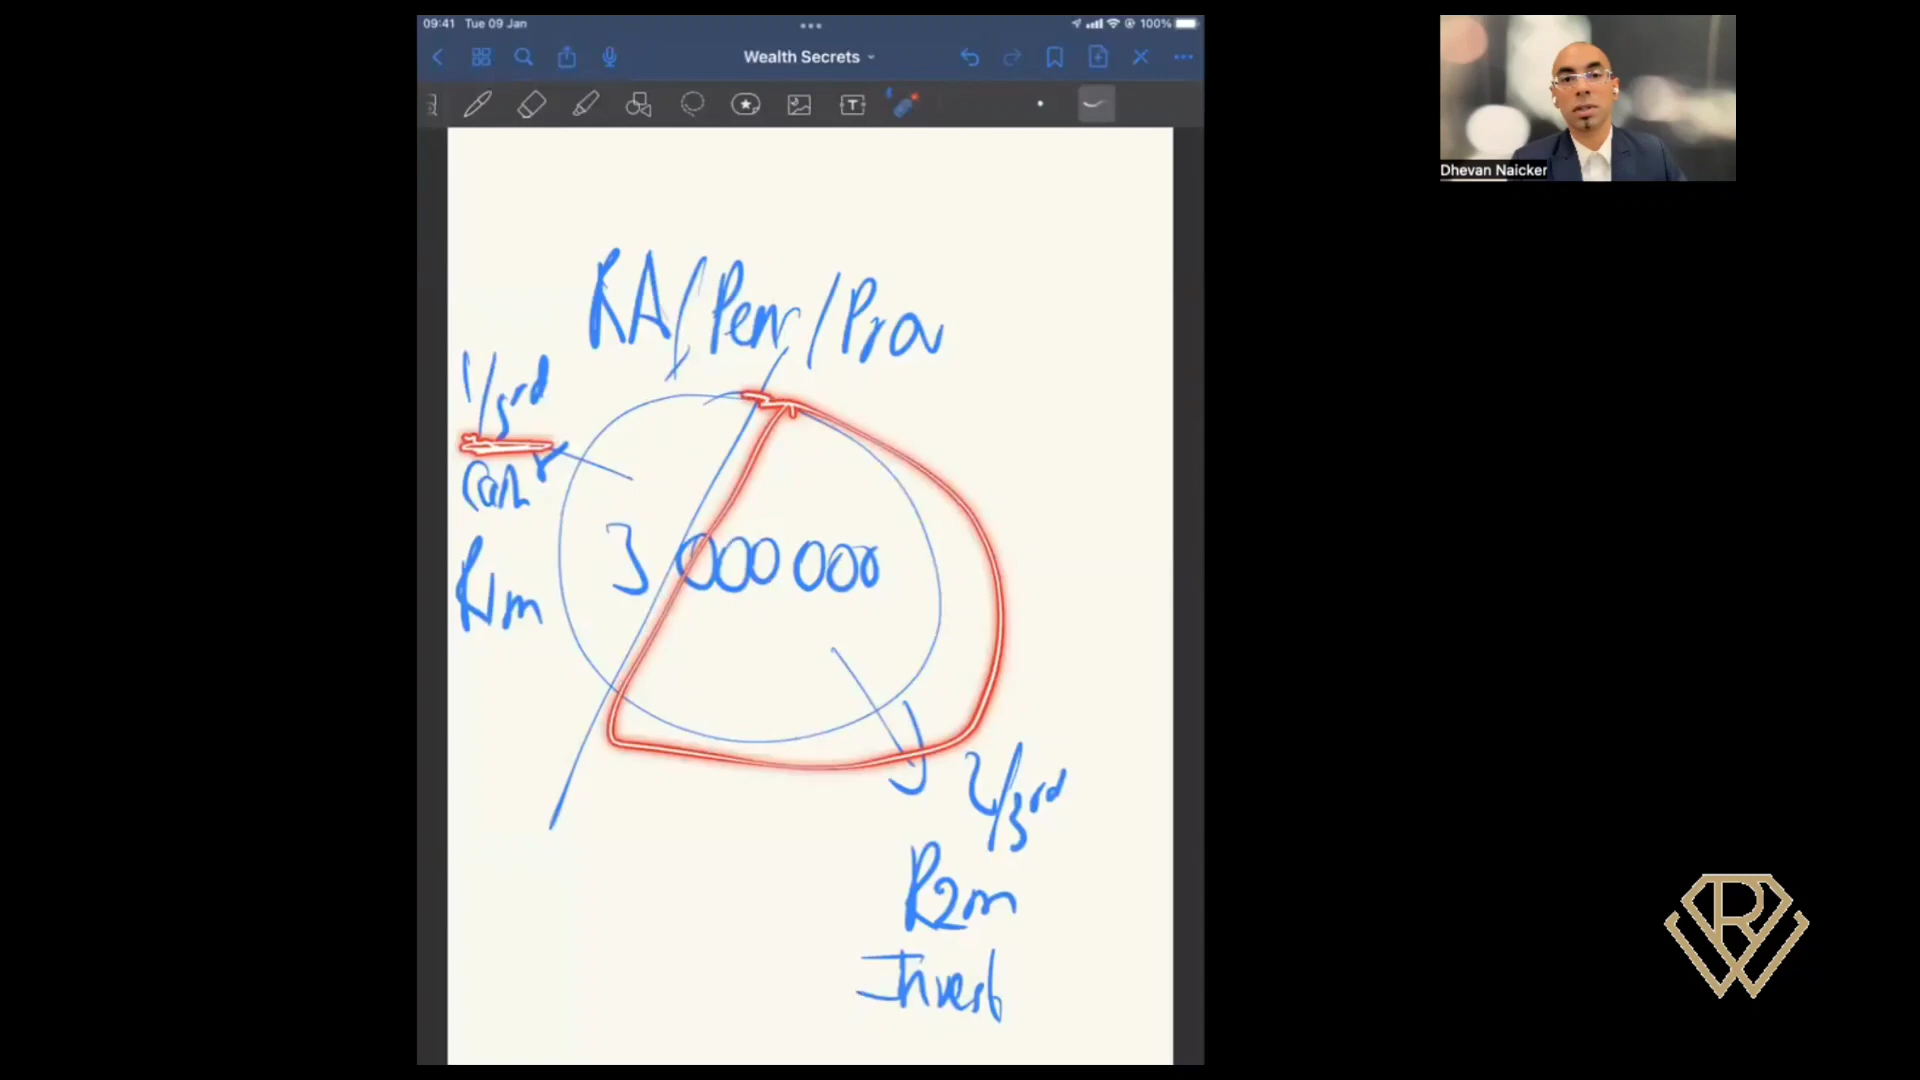 09:41 Tue 09 Jan
100%
Wealth Secrets
Dhevan Naicker
RA/Pen/Prov
1/3rd
Cash
R1m
3 000 000
2/3rd
R2m
Invest